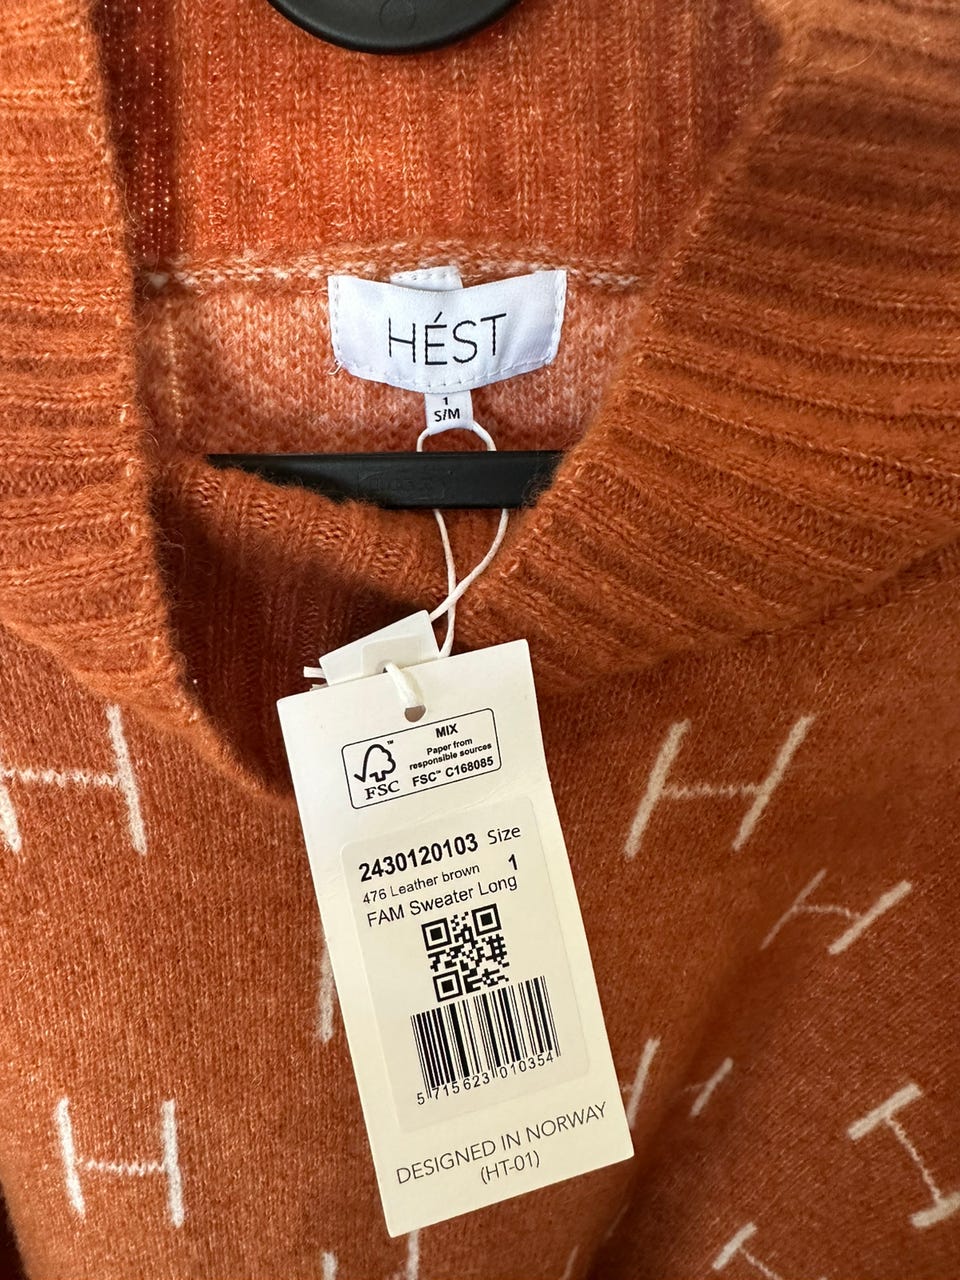 HÉST
1
S/M
MIX
Paper from
responsible sources
FSC™ C168085
FSC
2430120103 Size
476 Leather brown 1
FAM Sweater Long
5 715623 010354
DESIGNED IN NORWAY
(HT-01)
H
H
H
H
H
H